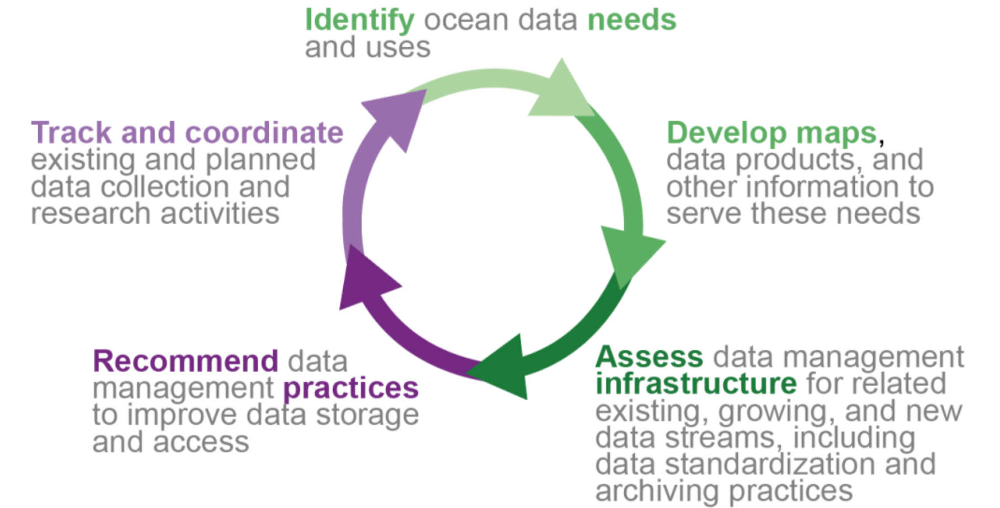 Identify ocean data needs
and uses
Develop maps,
data products, and
other information to
serve these needs
Assess data management
infrastructure for related
existing, growing, and new
data streams, including
data standardization and
archiving practices
Recommend data
management practices
to improve data storage
and access
Track and coordinate
existing and planned
data collection and
research activities